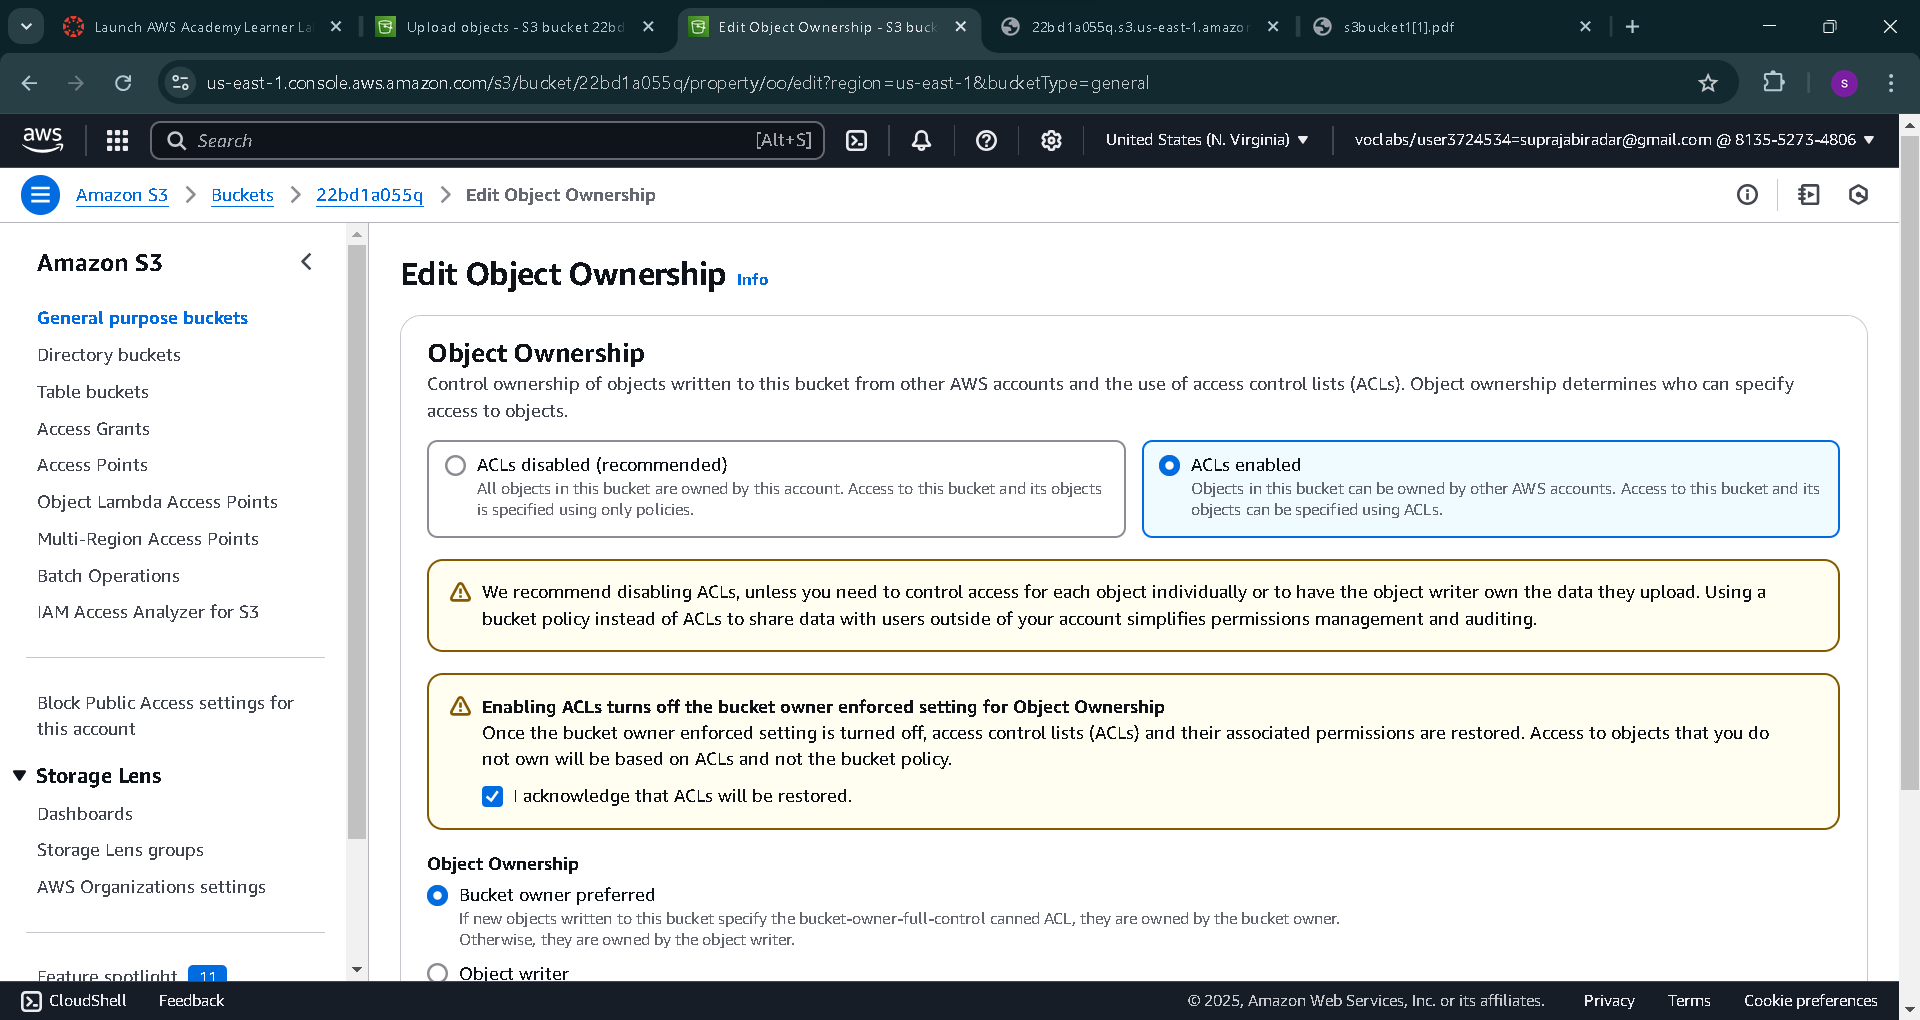 Launch AWS Academy Learner La
Upload objects - S3 bucket 22bd
Edit Object Ownership - S3 buck
22bd1a055q.s3.us-east-1.amazor
s3bucket1[1].pdf
us-east-1.console.aws.amazon.com/s3/bucket/22bd1a055q/property/oo/edit?region=us-east-1&bucketType=general
s
aws
Search
[Alt+S]
United States (N. Virginia)
voclabs/user3724534=suprajabiradar@gmail.com @ 8135-5273-4806
Amazon S3
Buckets
22bd1a055q
Edit Object Ownership
Amazon S3
General purpose buckets
Directory buckets
Table buckets
Access Grants
Access Points
Object Lambda Access Points
Multi-Region Access Points
Batch Operations
IAM Access Analyzer for S3
Block Public Access settings for
this account
Storage Lens
Dashboards
Storage Lens groups
AWS Organizations settings
Feature spotlight 11
Edit Object Ownership Info
Object Ownership
Control ownership of objects written to this bucket from other AWS accounts and the use of access control lists (ACLs). Object ownership determines who can specify
access to objects.
ACLs disabled (recommended)
All objects in this bucket are owned by this account. Access to this bucket and its objects
is specified using only policies.
ACLs enabled
Objects in this bucket can be owned by other AWS accounts. Access to this bucket and its
objects can be specified using ACLs.
We recommend disabling ACLs, unless you need to control access for each object individually or to have the object writer own the data they upload. Using a
bucket policy instead of ACLs to share data with users outside of your account simplifies permissions management and auditing.
Enabling ACLs turns off the bucket owner enforced setting for Object Ownership
Once the bucket owner enforced setting is turned off, access control lists (ACLs) and their associated permissions are restored. Access to objects that you do
not own will be based on ACLs and not the bucket policy.
I acknowledge that ACLs will be restored.
Object Ownership
Bucket owner preferred
If new objects written to this bucket specify the bucket-owner-full-control canned ACL, they are owned by the bucket owner.
Otherwise, they are owned by the object writer.
Object writer
CloudShell
Feedback
© 2025, Amazon Web Services, Inc. or its affiliates.
Privacy
Terms
Cookie preferences